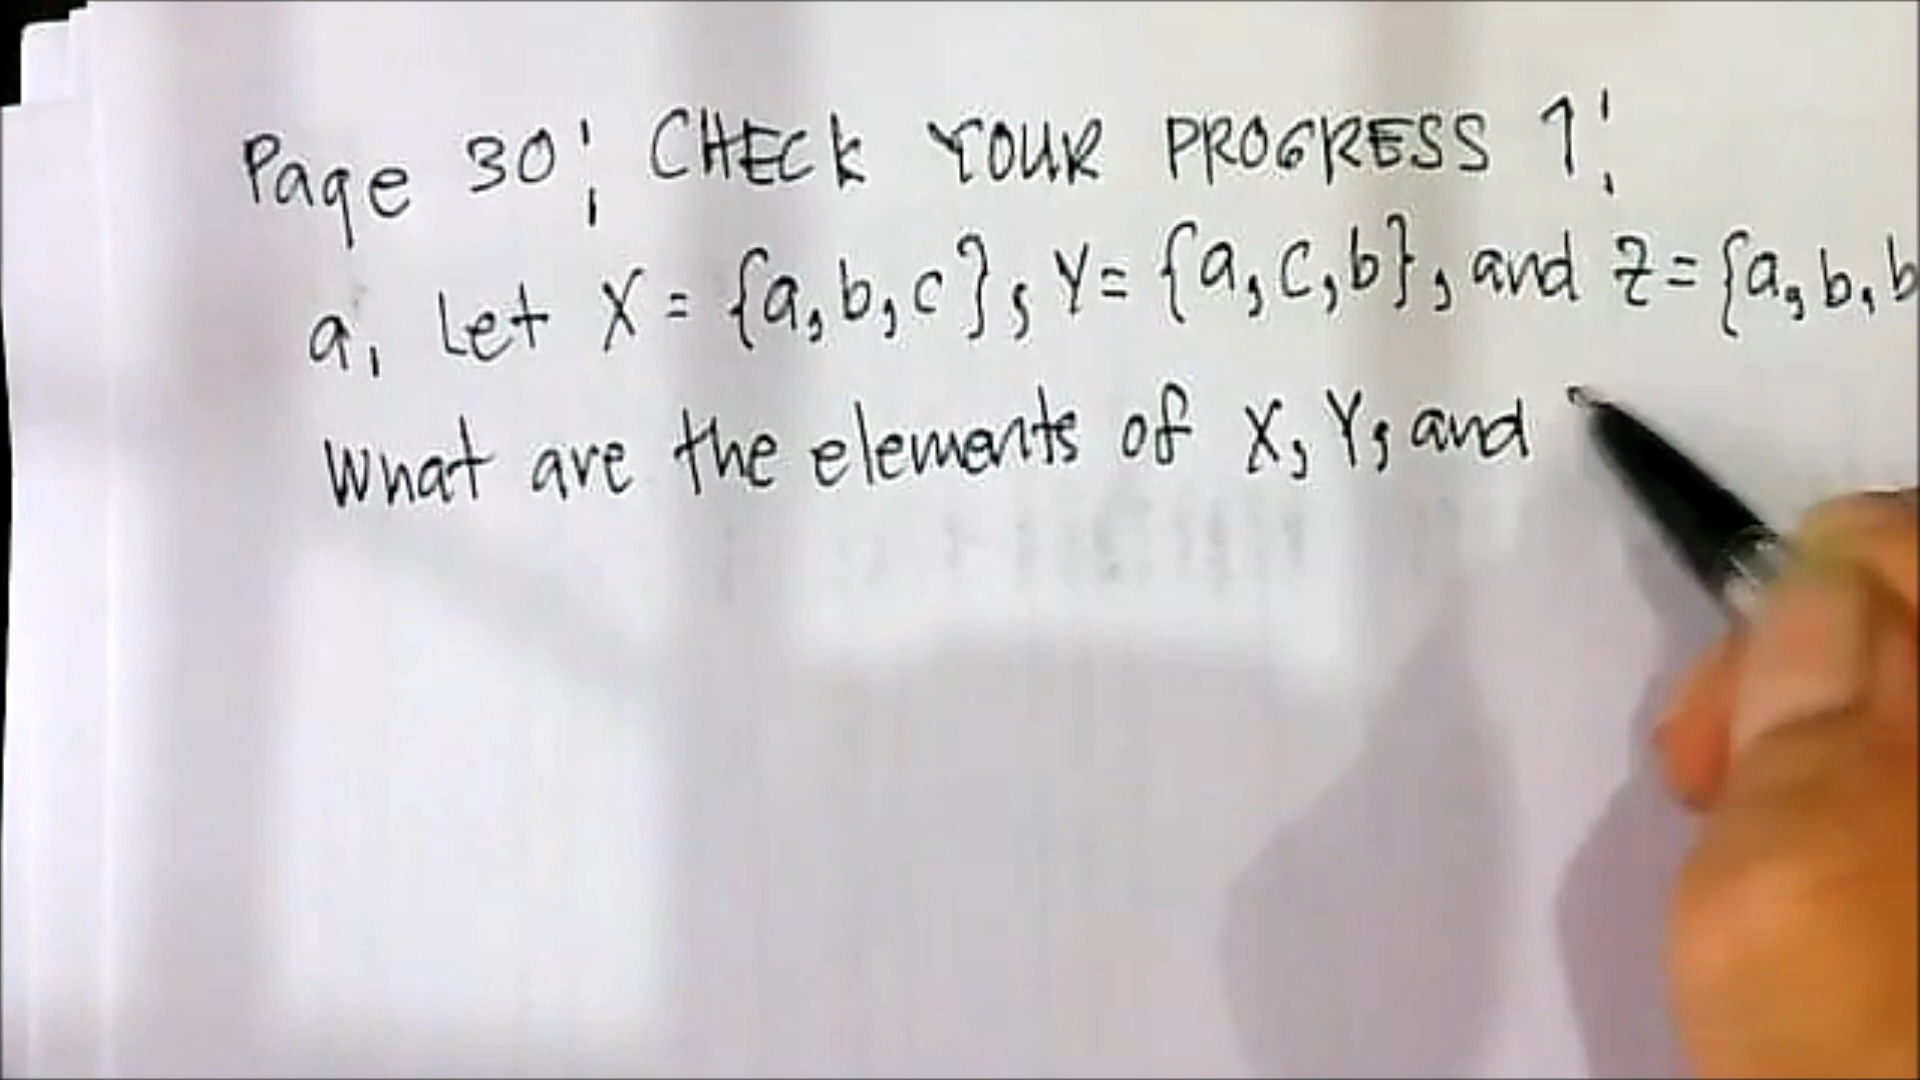 Page 30: CHECK YOUR PROGRESS 1:
a. Let X = {a, b, c}, Y = {a, c, b}, and Z = {a, b, b
What are the elements of X, Y, and